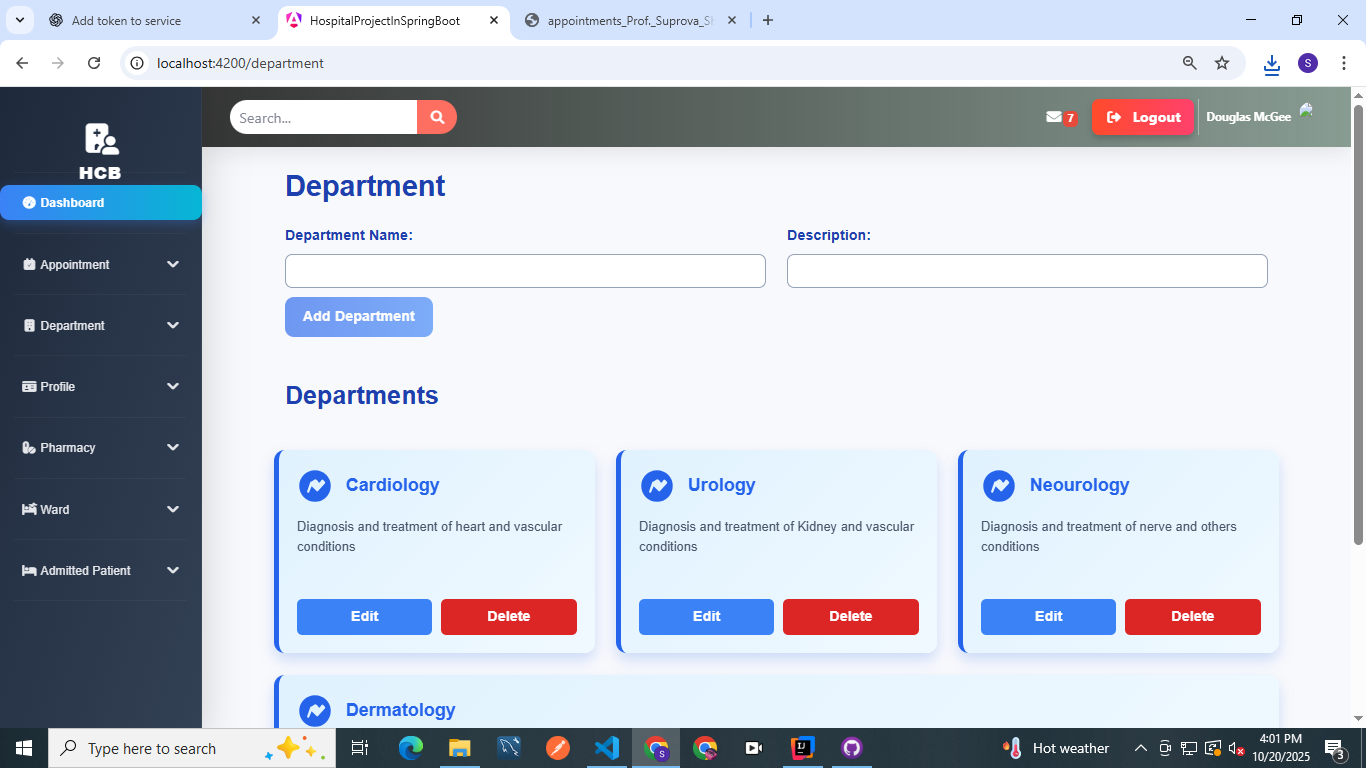 Add token to service
HospitalProjectInSpringBoot
appointments_Prof._Suprova_S
localhost:4200/department
S
HCB
Dashboard
Appointment
Department
Profile
Pharmacy
Ward
Admitted Patient
Search...
7
Logout
Douglas McGee
Department
Department Name:
Description:
Add Department
Departments
Cardiology
Diagnosis and treatment of heart and vascular
conditions
Edit
Delete
Urology
Diagnosis and treatment of Kidney and vascular
conditions
Edit
Delete
Neourology
Diagnosis and treatment of nerve and others
conditions
Edit
Delete
Dermatology
Type here to search
S
Hot weather
4:01 PM
10/20/2025
3